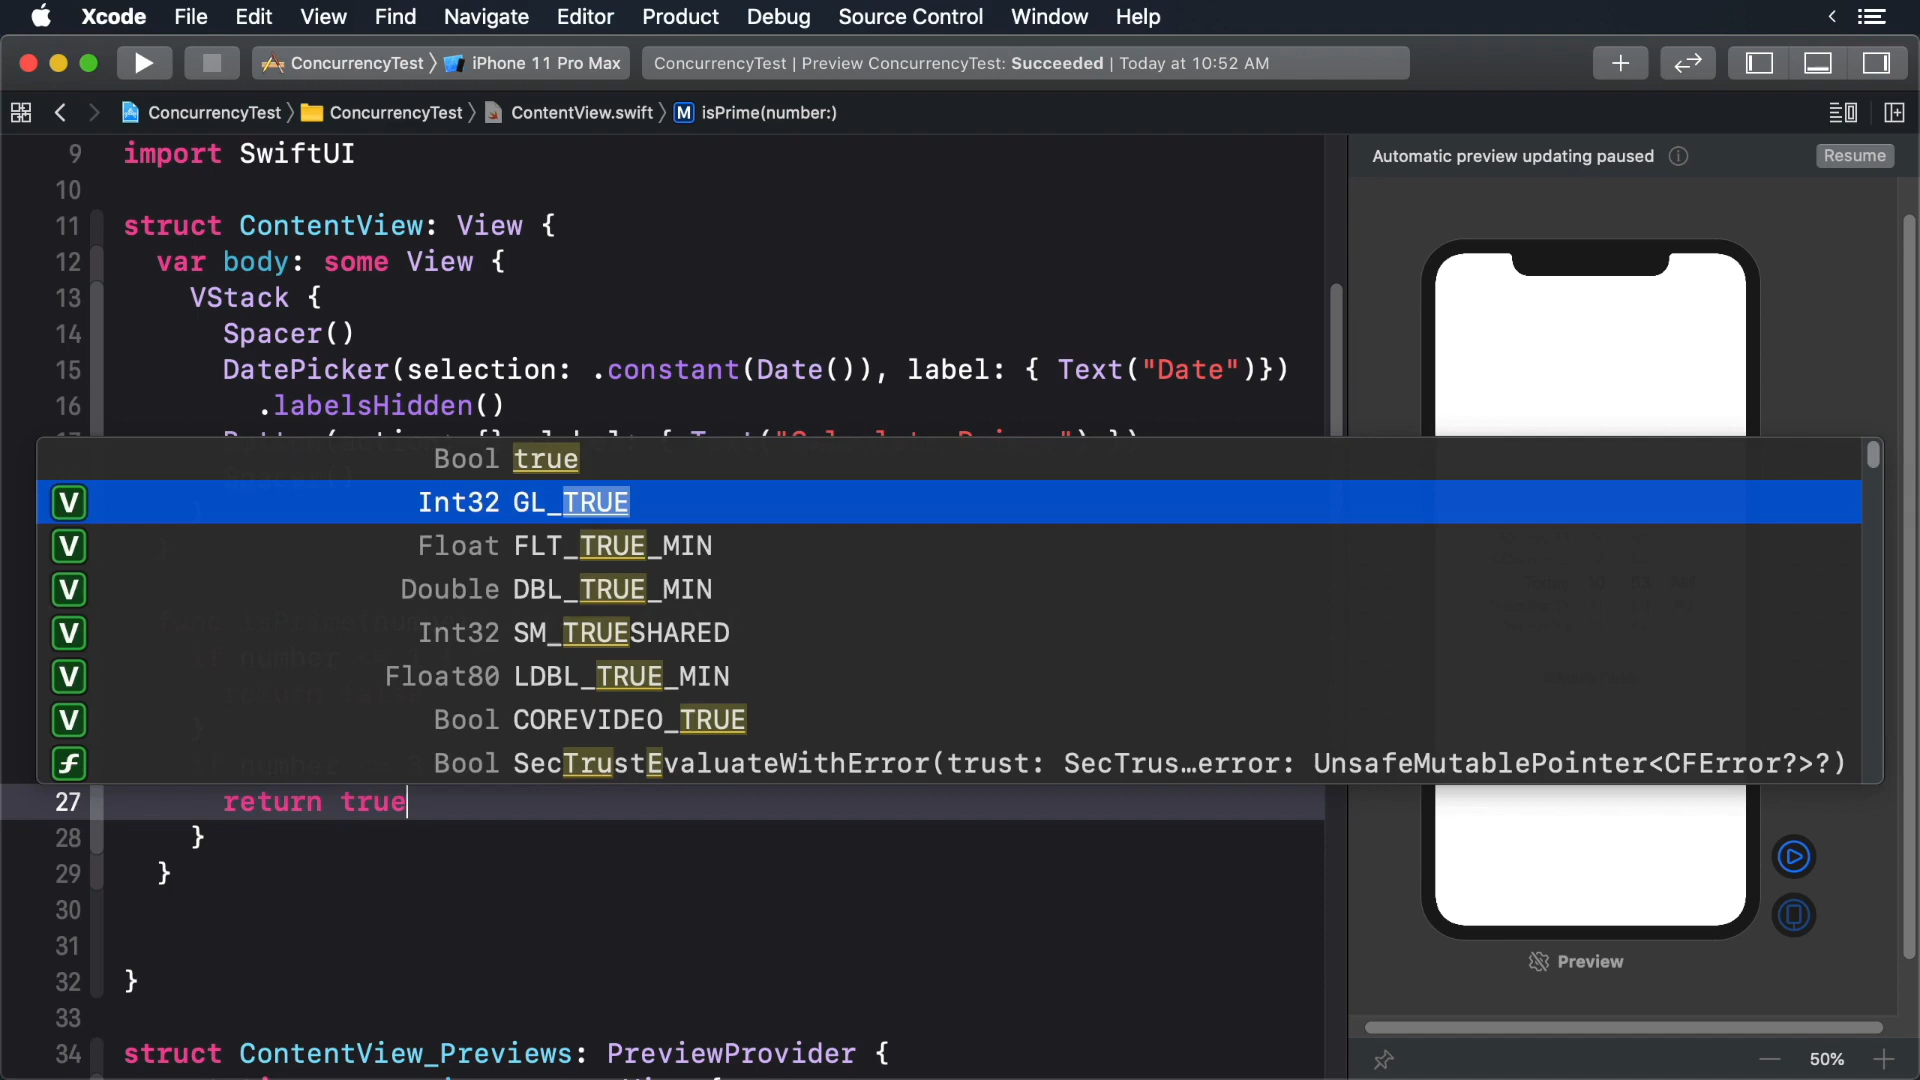 Xcode File Edit View Find Navigate Editor Product Debug Source Control Window Help
ConcurrencyTest 〉 iPhone 11 Pro Max
ConcurrencyTest | Preview ConcurrencyTest: Succeeded | Today at 10:52 AM
ConcurrencyTest 〉 ConcurrencyTest 〉 ContentView.swift 〉 M isPrime(number:)
Automatic preview updating paused
Resume
9 import SwiftUI
10
11 struct ContentView: View {
12 var body: some View {
13 VStack {
14 Spacer()
15 DatePicker(selection: .constant(Date()), label: { Text("Date")})
16 .labelsHidden()
Bool true
V Int32 GL_TRUE
V Float FLT_TRUE_MIN
V Double DBL_TRUE_MIN
V Int32 SM_TRUESHARED
V Float80 LDBL_TRUE_MIN
V Bool COREVIDEO_TRUE
f Bool SecTrustEvaluateWithError(trust: SecTrus…error: UnsafeMutablePointer<CFError?>?)
27 return true
28 }
29 }
30
31
32 }
33
34 struct ContentView_Previews: PreviewProvider {
Preview
50%